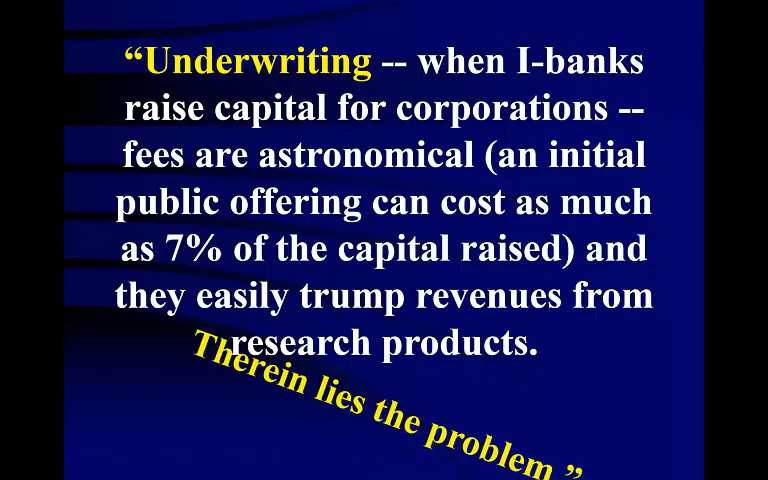 “Underwriting -- when I-banks
raise capital for corporations --
fees are astronomical (an initial
public offering can cost as much
as 7% of the capital raised) and
they easily trump revenues from
research products.
Therein lies the problem ”